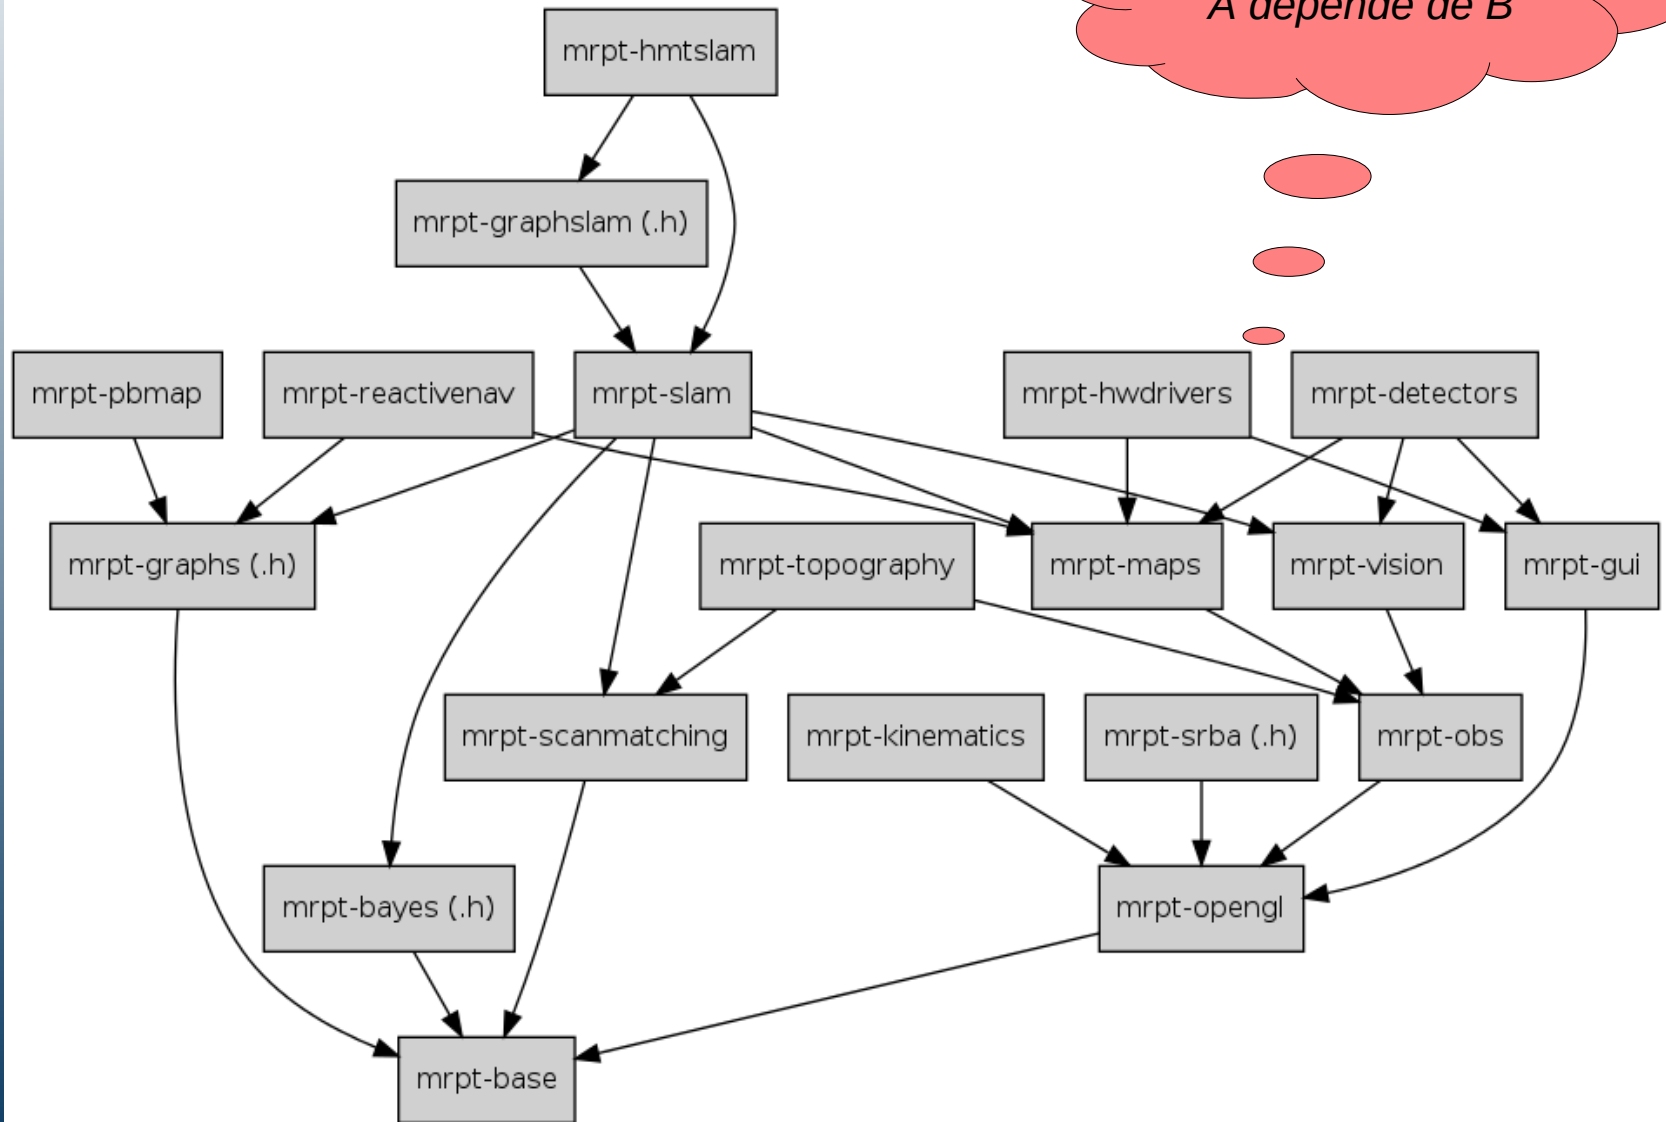 A depende de B
mrpt-hmtslam
mrpt-graphslam (.h)
mrpt-pbmap
mrpt-reactivenav
mrpt-slam
mrpt-hwdrivers
mrpt-detectors
mrpt-graphs (.h)
mrpt-topography
mrpt-maps
mrpt-vision
mrpt-gui
mrpt-scanmatching
mrpt-kinematics
mrpt-srba (.h)
mrpt-obs
mrpt-bayes (.h)
mrpt-opengl
mrpt-base